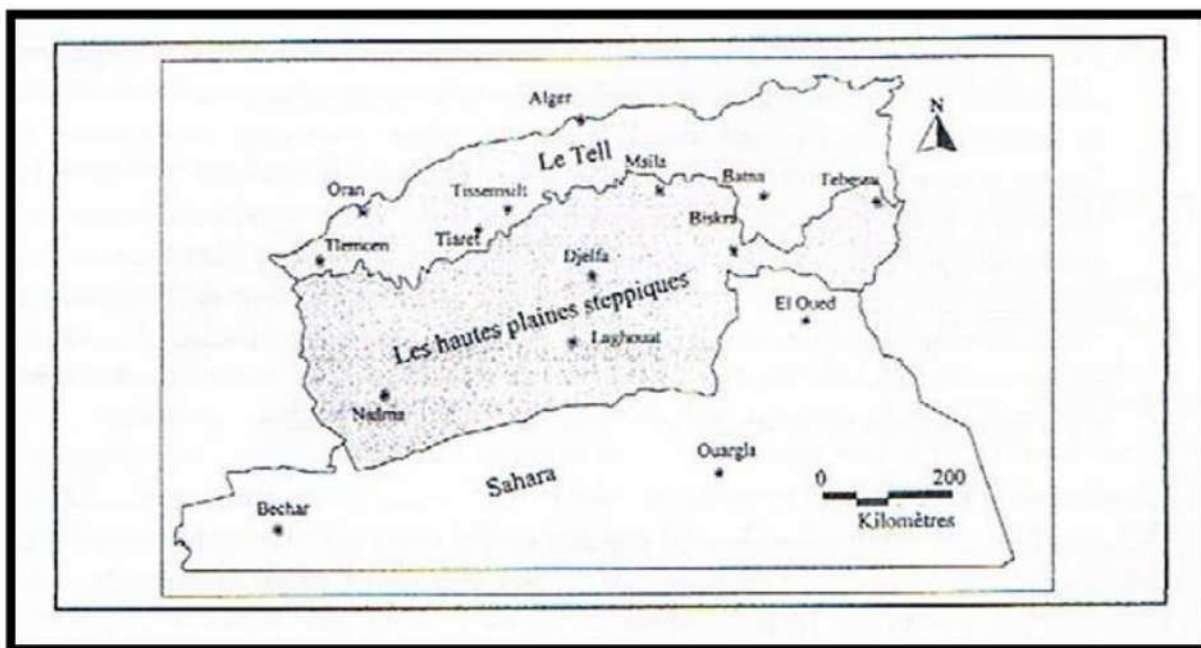 Alger
N
Le Tell
Msila
Batna
Tebessa
Oran
Tissemsilt
Biskra
Tlemcen
Tiaret
Djelfa
Les hautes plaines steppiques
El Oued
Laghouat
Naâma
Ouargla
0 200
Sahara
Kilomètres
Bechar